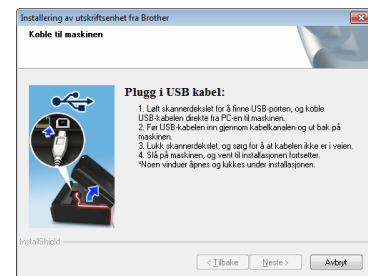 Installering av utskriftsenhet fra Brother
Koble til maskinen
Plugg i USB kabel:
1. Løft skannerdekslet for å finne USB-porten, og koble
USB-kabelen direkte fra PC-en til maskinen.
2. Før USB-kabelen inn gjennom kabelkanalen og ut bak på
maskinen.
3. Lukk skannerdekslet, og sørg for å at kabelen ikke er i veien.
4. Slå på maskinen, og vent til installasjonen fortsetter.
*Noen vinduer åpnes og lukkes under installasjonen.
InstallShield
< Tilbake
Neste >
Avbryt